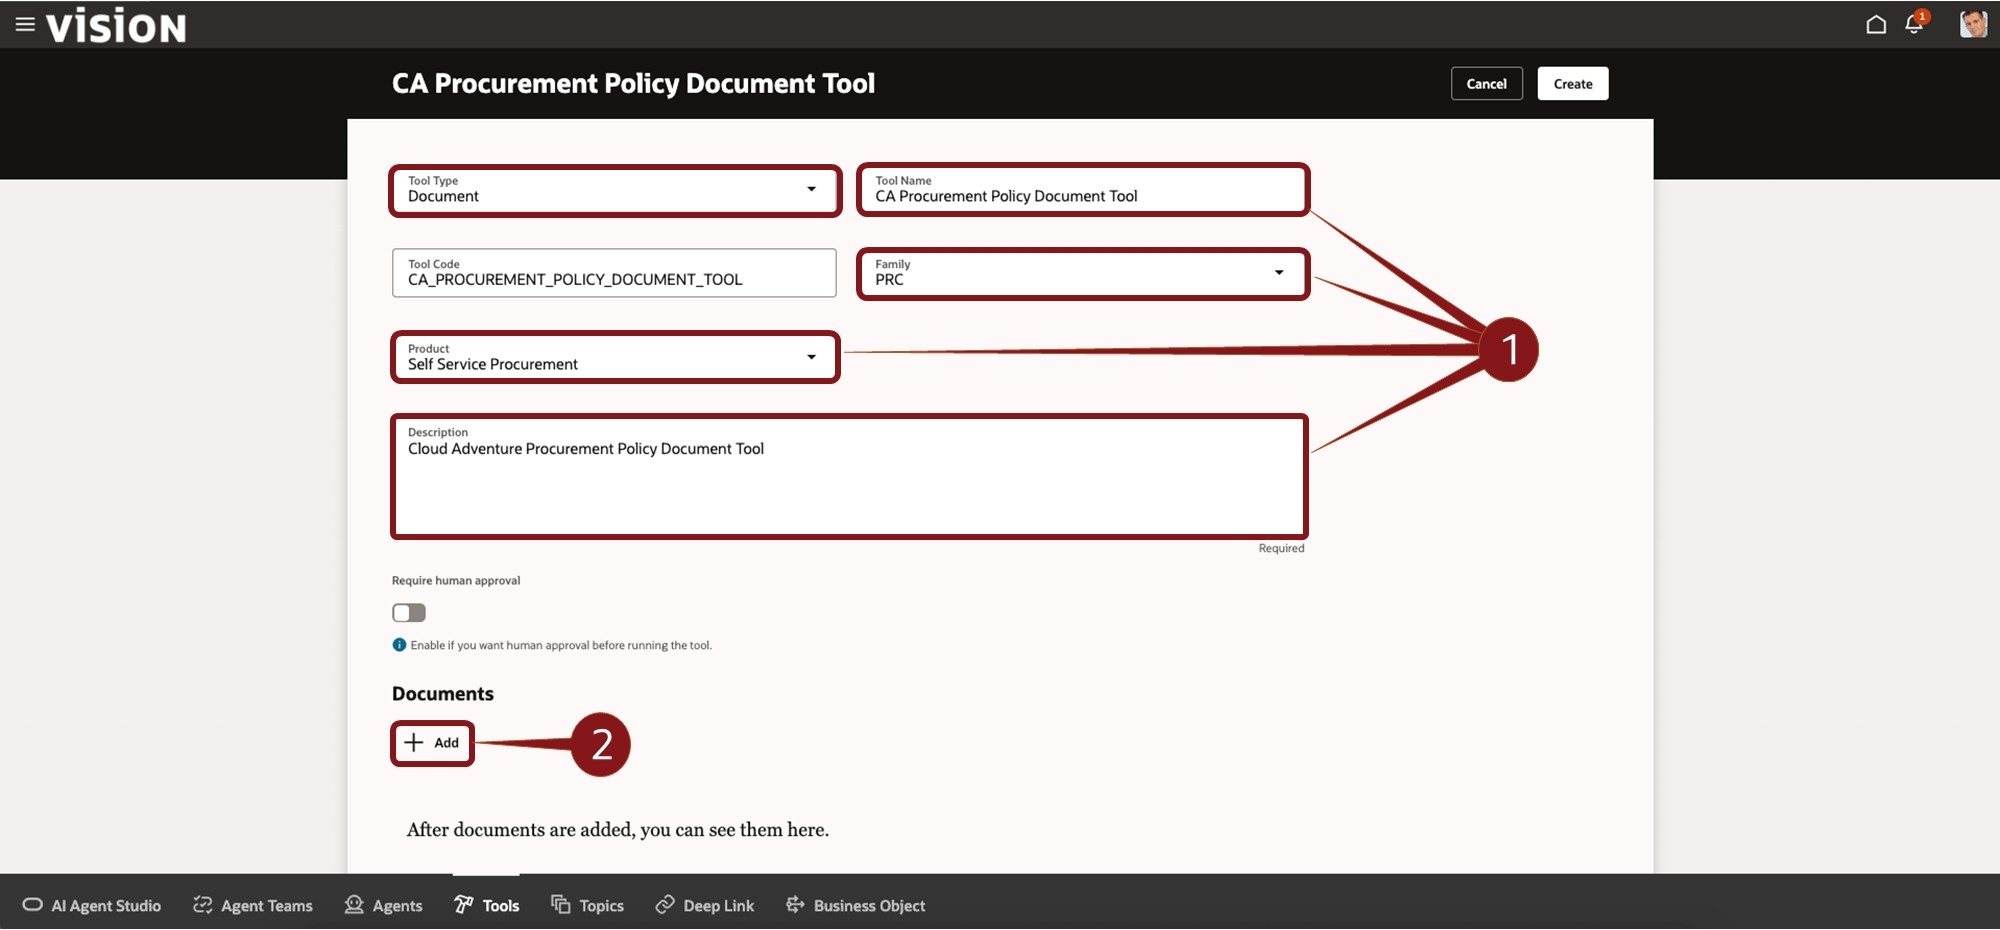 VISION
1
CA Procurement Policy Document Tool
Cancel
Create
Tool Type
Document
Tool Name
CA Procurement Policy Document Tool
Tool Code
CA_PROCUREMENT_POLICY_DOCUMENT_TOOL
Family
PRC
Product
Self Service Procurement
1
Description
Cloud Adventure Procurement Policy Document Tool
Required
Require human approval
Enable if you want human approval before running the tool.
Documents
Add
2
After documents are added, you can see them here.
AI Agent Studio
Agent Teams
Agents
Tools
Topics
Deep Link
Business Object